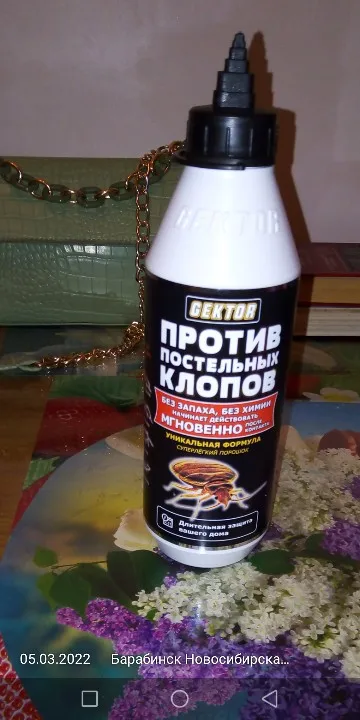 GEKTOR
GEKTOR
ПРОТИВ
ПОСТЕЛЬНЫХ
КЛОПОВ
БЕЗ ЗАПАХА, БЕЗ ХИМИИ
НАЧИНАЕТ ДЕЙСТВОВАТЬ
МГНОВЕННО ПОСЛЕ КОНТАКТА
УНИКАЛЬНАЯ ФОРМУЛА
СУПЕРЛЁГКИЙ ПОРОШОК
Длительная защита
вашего дома
05.03.2022 Барабинск Новосибирска...